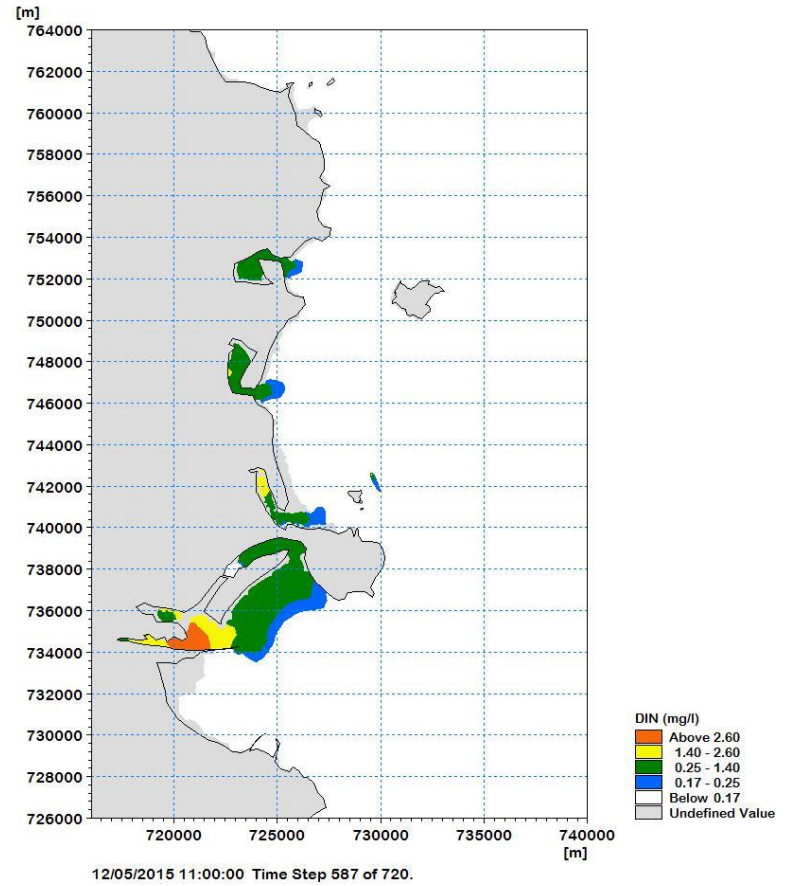 [m]
764000
762000
760000
758000
756000
754000
752000
750000
748000
746000
744000
742000
740000
738000
736000
734000
732000
730000
728000
726000
720000 725000 730000 735000 740000
[m]
DIN (mg/l)
Above 2.60
1.40 - 2.60
0.25 - 1.40
0.17 - 0.25
Below 0.17
Undefined Value
12/05/2015 11:00:00 Time Step 587 of 720.